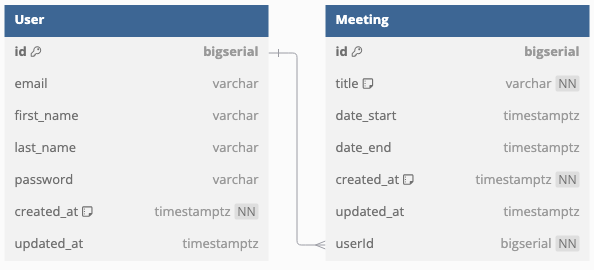 User
id bigserial
email varchar
first_name varchar
last_name varchar
password varchar
created_at timestamptz NN
updated_at timestamptz
Meeting
id bigserial
title varchar NN
date_start timestamptz
date_end timestamptz
created_at timestamptz NN
updated_at timestamptz
userId bigserial NN